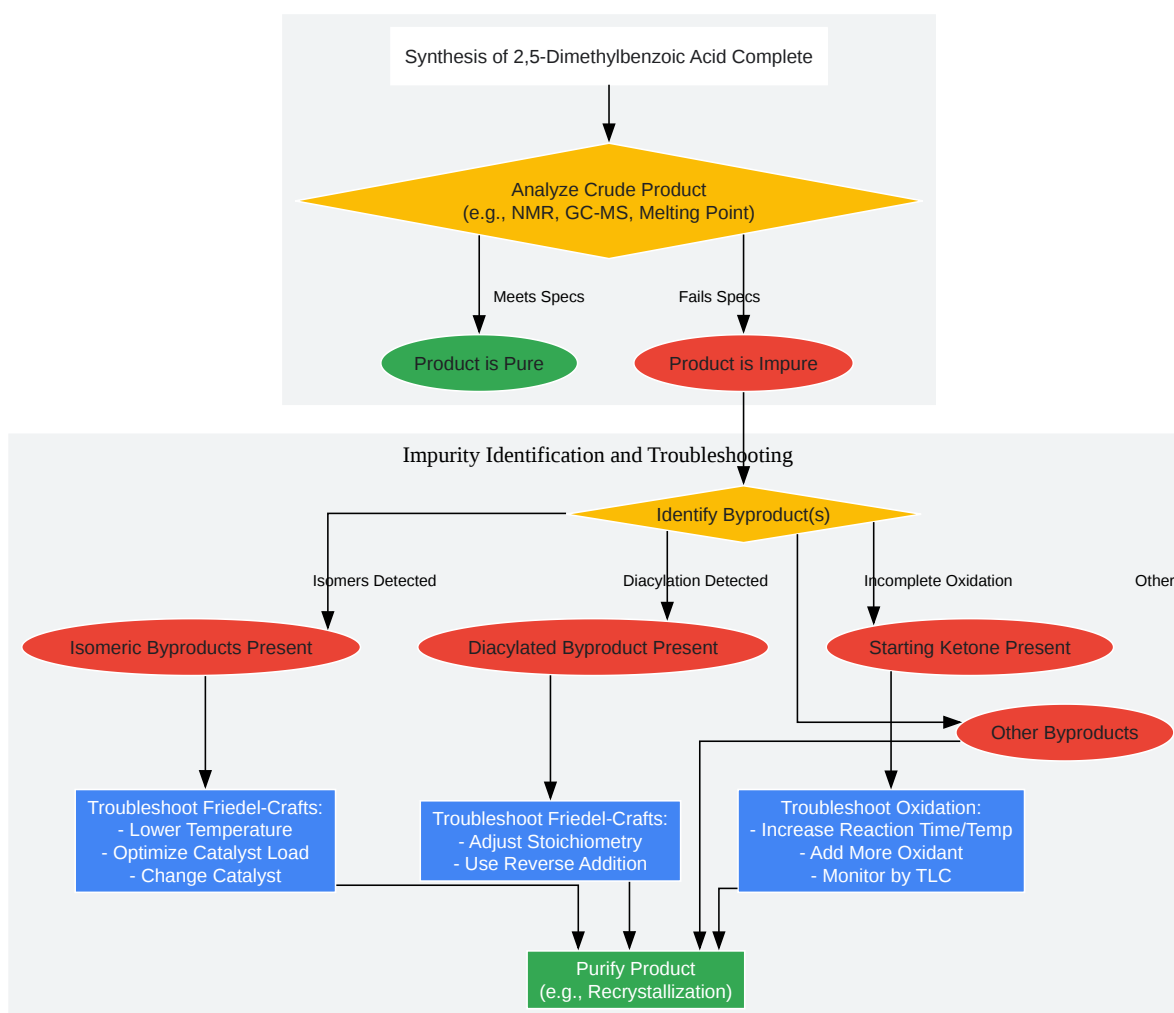 Synthesis of 2,5-Dimethylbenzoic Acid Complete
Analyze Crude Product
(e.g., NMR, GC-MS, Melting Point)
Meets Specs
Fails Specs
Product is Pure
Product is Impure
Impurity Identification and Troubleshooting
Identify Byproduct(s)
Isomers Detected
Diacylation Detected
Incomplete Oxidation
Other
Isomeric Byproducts Present
Diacylated Byproduct Present
Starting Ketone Present
Other Byproducts
Troubleshoot Friedel-Crafts:
- Lower Temperature
- Optimize Catalyst Load
- Change Catalyst
Troubleshoot Friedel-Crafts:
- Adjust Stoichiometry
- Use Reverse Addition
Troubleshoot Oxidation:
- Increase Reaction Time/Temp
- Add More Oxidant
- Monitor by TLC
Purify Product
(e.g., Recrystallization)